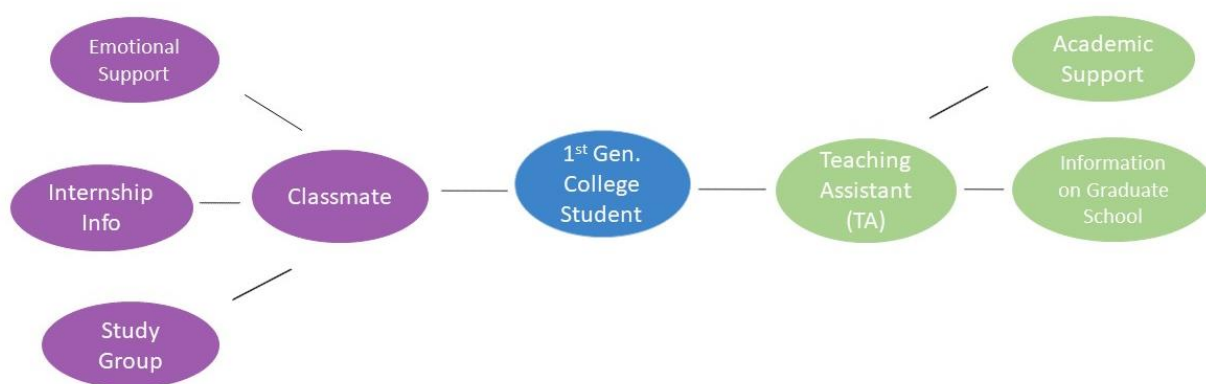 Emotional
Support
Internship
Info
Study
Group
Classmate
1st Gen.
College
Student
Teaching
Assistant
(TA)
Academic
Support
Information
on Graduate
School